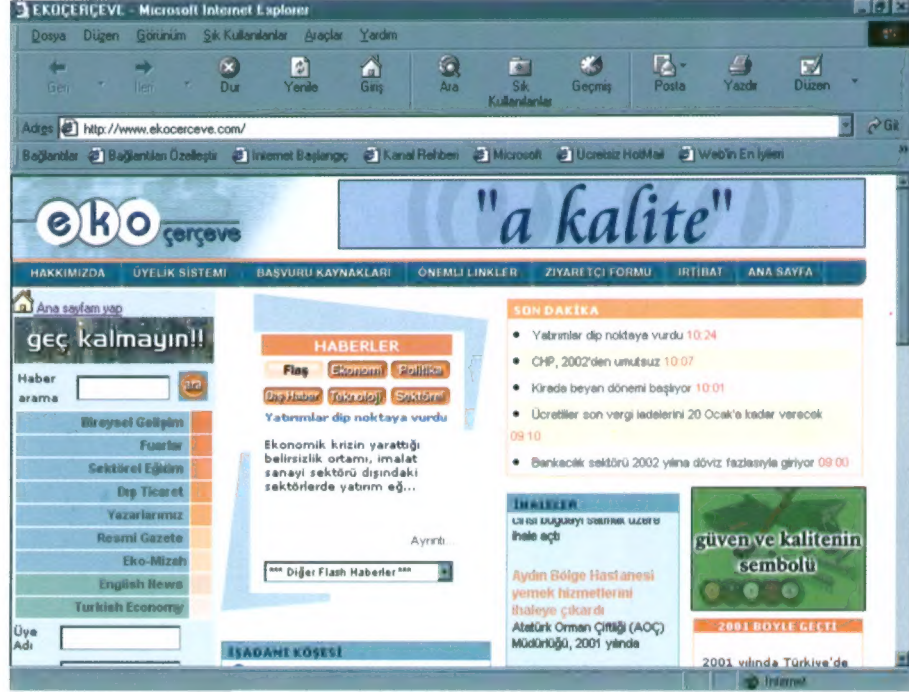 EKOÇERÇEVE - Microsoft Internet Explorer
Dosya Düzen Görünüm Sık Kullanılanlar Araçlar Yardım
Geri İleri Dur Yenile Giriş Ara Sık Kullanılanlar Geçmiş Posta Yazdır Düzen
Adres http://www.ekocerceve.com/ Git
Bağlantılar Bağlantıları Özelleştir Internet Başlangıç Kanal Rehberi Microsoft Ücretsiz HotMail Web'in En İyileri
eko çerçeve
"a kalite"
HAKKIMIZDA ÜYELİK SİSTEMİ BAŞVURU KAYNAKLARI ÖNEMLİ LINKLER ZİYARETÇİ FORMU IRTIBAT ANA SAYFA
Ana sayfam yap
geç kalmayın!!
Haber arama
ara
Bireysel Gelişim
Fuarlar
Sektörel Eğitim
Dış Ticaret
Yazarlarımız
Resmi Gazete
Eko-Mizah
English News
Turkish Economy
Üye Adı
HABERLER
Flaş Ekonomi Politika
Dış Haber Teknoloji Sektörel
Yatırımlar dip noktaya vurdu
Ekonomik krizin yarattığı
belirsizlik ortamı, imalat
sanayi sektörü dışındaki
sektörlerde yatırım eğ...
Ayrıntı...
*** Diğer Flash Haberler ***
İŞADAMI KÖŞESİ
SON DAKİKA
Yatırımlar dip noktaya vurdu 10:24
CHP, 2002'den umutsuz 10:07
Kirada beyan dönemi başlıyor 10:01
Ücretliler son vergi iadelerini 20 Ocak'a kadar verecek
09:10
Bankacılık sektörü 2002 yılına döviz fazlasıyla giriyor 09:00
İHALELER
cinsi buğdayı satmak üzere
ihale açtı
Aydın Bölge Hastanesi
yemek hizmetlerini
ihaleye çıkardı
Atatürk Orman Çiftliği (AOÇ)
Müdürlüğü, 2001 yılında
güven ve kalitenin
sembolü
2001 BÖYLE GEÇTİ
2001 yılında Türkiye'de
Internet